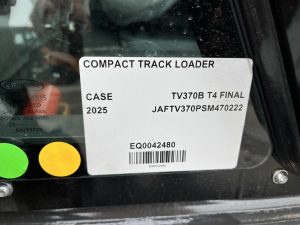 COMPACT TRACK LOADER
CASE TV370B T4 FINAL
2025 JAFTV370PSM470222
EQ0042480